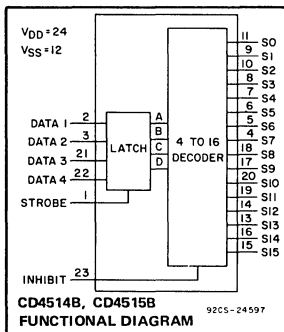 VDD=24
VSS=12
DATA 1 2
DATA 2 3
DATA 3 21
DATA 4 22
STROBE 1
LATCH
A
B
C
D
4 TO 16
DECODER
11 S0
9 S1
10 S2
8 S3
7 S4
6 S5
5 S6
4 S7
18 S8
17 S9
20 S10
19 S11
14 S12
13 S13
16 S14
15 S15
INHIBIT 23
CD4514B, CD4515B
92CS-24597
FUNCTIONAL DIAGRAM